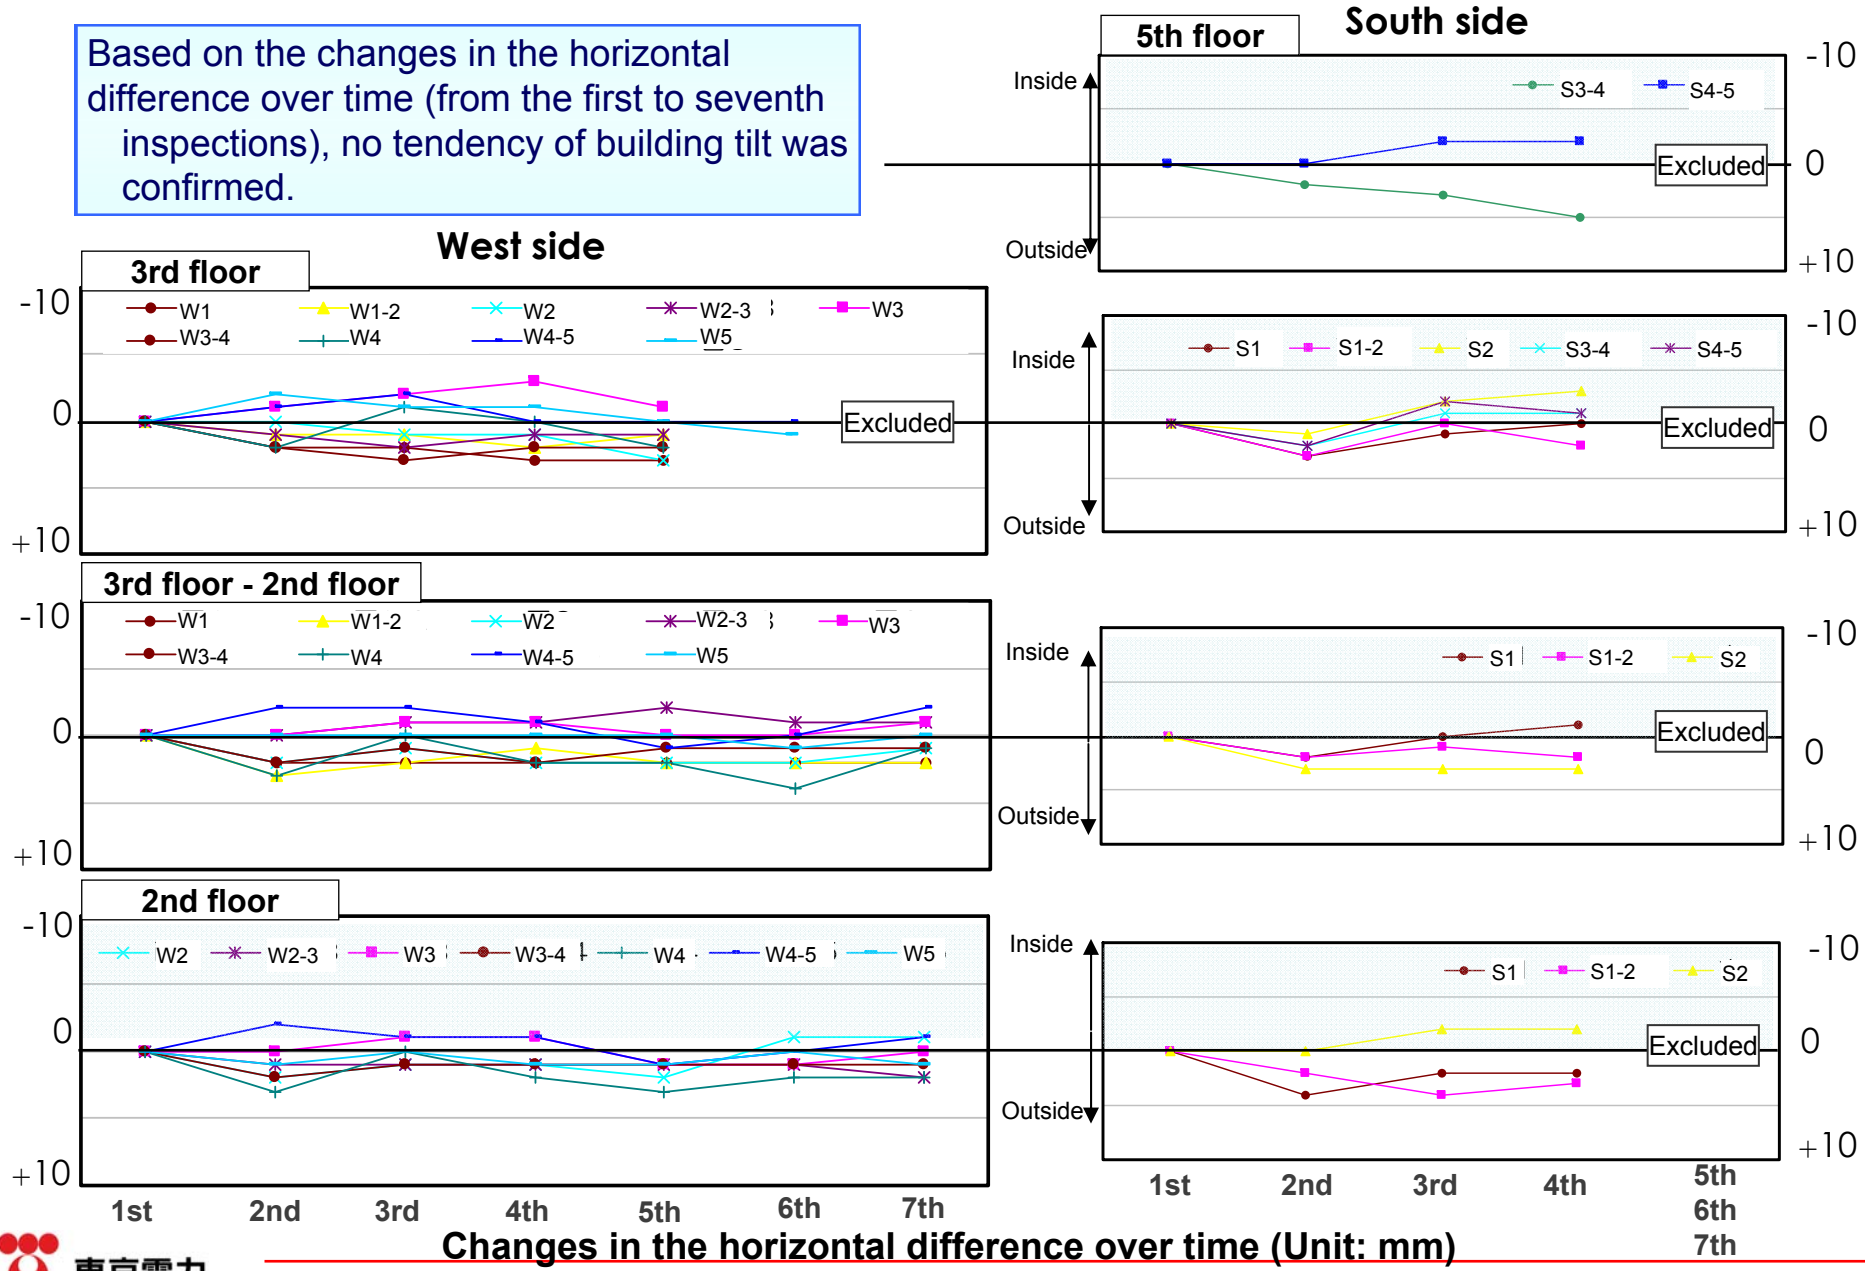 Based on the changes in the horizontal
difference over time (from the first to seventh
inspections), no tendency of building tilt was
confirmed.
West side
3rd floor
-10
W1
W1-2
W2
W2-3
W3
W3-4
W4
W4-5
W5
0
Excluded
+10
3rd floor - 2nd floor
-10
W1
W1-2
W2
W2-3
W3
W3-4
W4
W4-5
W5
0
+10
2nd floor
-10
W2
W2-3
W3
W3-4
W4
W4-5
W5
0
+10
1st
2nd
3rd
4th
5th
6th
7th
South side
5th floor
-10
Inside
S3-4
S4-5
Excluded
0
Outside
+10
-10
Inside
S1
S1-2
S2
S3-4
S4-5
Excluded
0
Outside
+10
-10
Inside
S1
S1-2
S2
Excluded
0
Outside
+10
-10
Inside
S1
S1-2
S2
Excluded
0
Outside
+10
1st
2nd
3rd
4th
5th
6th
7th
Changes in the horizontal difference over time (Unit: mm)
東京電力